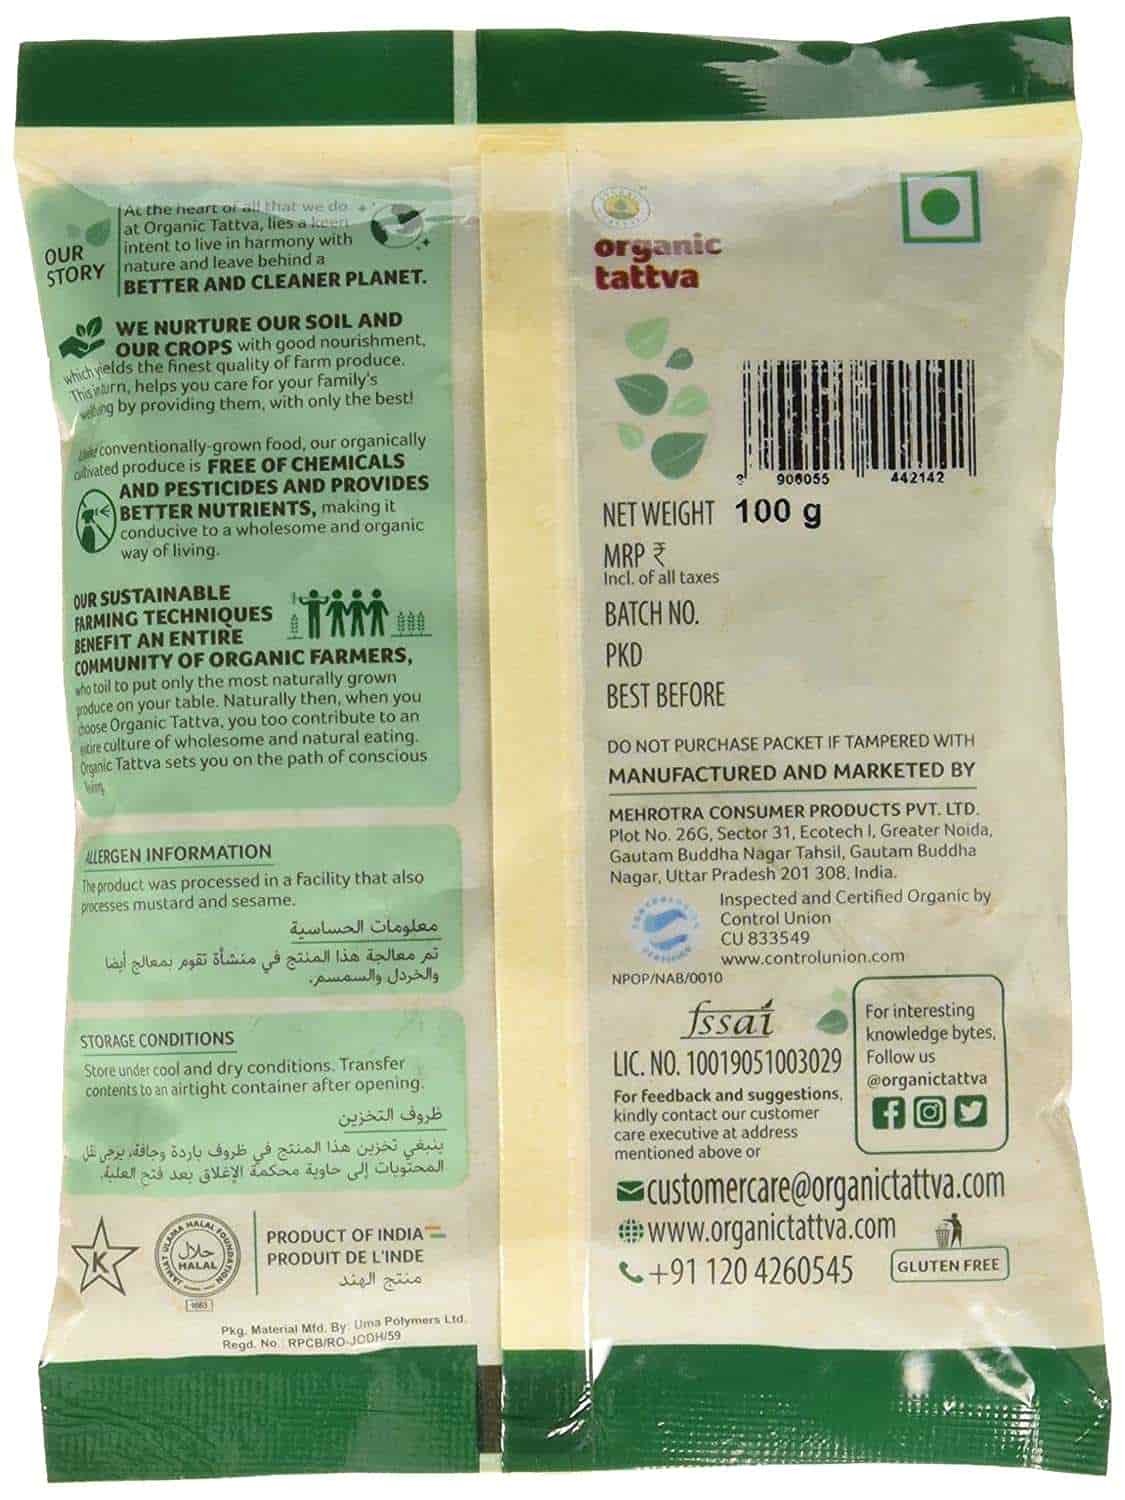 OUR
STORY
At the heart of all that we do
at Organic Tattva, lies a keen
intent to live in harmony with
nature and leave behind a
BETTER AND CLEANER PLANET.
WE NURTURE OUR SOIL AND
OUR CROPS with good nourishment,
which yields the finest quality of farm produce.
This in turn, helps you care for your family's
wellbeing by providing them, with only the best!
Unlike conventionally-grown food, our organically
cultivated produce is FREE OF CHEMICALS
AND PESTICIDES AND PROVIDES
BETTER NUTRIENTS, making it
conducive to a wholesome and organic
way of living.
OUR SUSTAINABLE
FARMING TECHNIQUES
BENEFIT AN ENTIRE
COMMUNITY OF ORGANIC FARMERS,
who toil to put only the most naturally grown
produce on your table. Naturally then, when you
choose Organic Tattva, you too contribute to an
entire culture of wholesome and natural eating.
Organic Tattva sets you on the path of conscious
living.
ALLERGEN INFORMATION
The product was processed in a facility that also
processes mustard and sesame.
معلومات الحساسية
تم معالجة هذا المنتج في منشأة تقوم بمعالج أيضا
والخردل والسمسم.
STORAGE CONDITIONS
Store under cool and dry conditions. Transfer
contents to an airtight container after opening.
ظروف التخزين
ينبغي تخزين هذا المنتج في ظروف باردة وجافة، يرجى نقل
المحتويات إلى حاوية محكمة الإغلاق بعد فتح العلبة.
K
JAMIAT ULAMA HALAL FOUNDATION
حلال
HALAL
PRODUCT OF INDIA
PRODUIT DE L'INDE
منتج الهند
Pkg. Material Mfd. By: Uma Polymers Ltd.
Regd. No.: RPCB/RO-JODH/59
organic
tattva
8 906055 442142
NET WEIGHT 100 g
MRP ₹
Incl. of all taxes
BATCH NO.
PKD
BEST BEFORE
DO NOT PURCHASE PACKET IF TAMPERED WITH
MANUFACTURED AND MARKETED BY
MEHROTRA CONSUMER PRODUCTS PVT. LTD.
Plot No. 26G, Sector 31, Ecotech I, Greater Noida,
Gautam Buddha Nagar Tahsil, Gautam Buddha
Nagar, Uttar Pradesh 201 308, India.
Inspected and Certified Organic by
Control Union
CU 833549
www.controlunion.com
NPOP/NAB/0010
fssai
LIC. NO. 10019051003029
For feedback and suggestions,
kindly contact our customer
care executive at address
mentioned above or
For interesting
knowledge bytes,
Follow us
@organictattva
customercare@organictattva.com
www.organictattva.com
+91 120 4260545
GLUTEN FREE